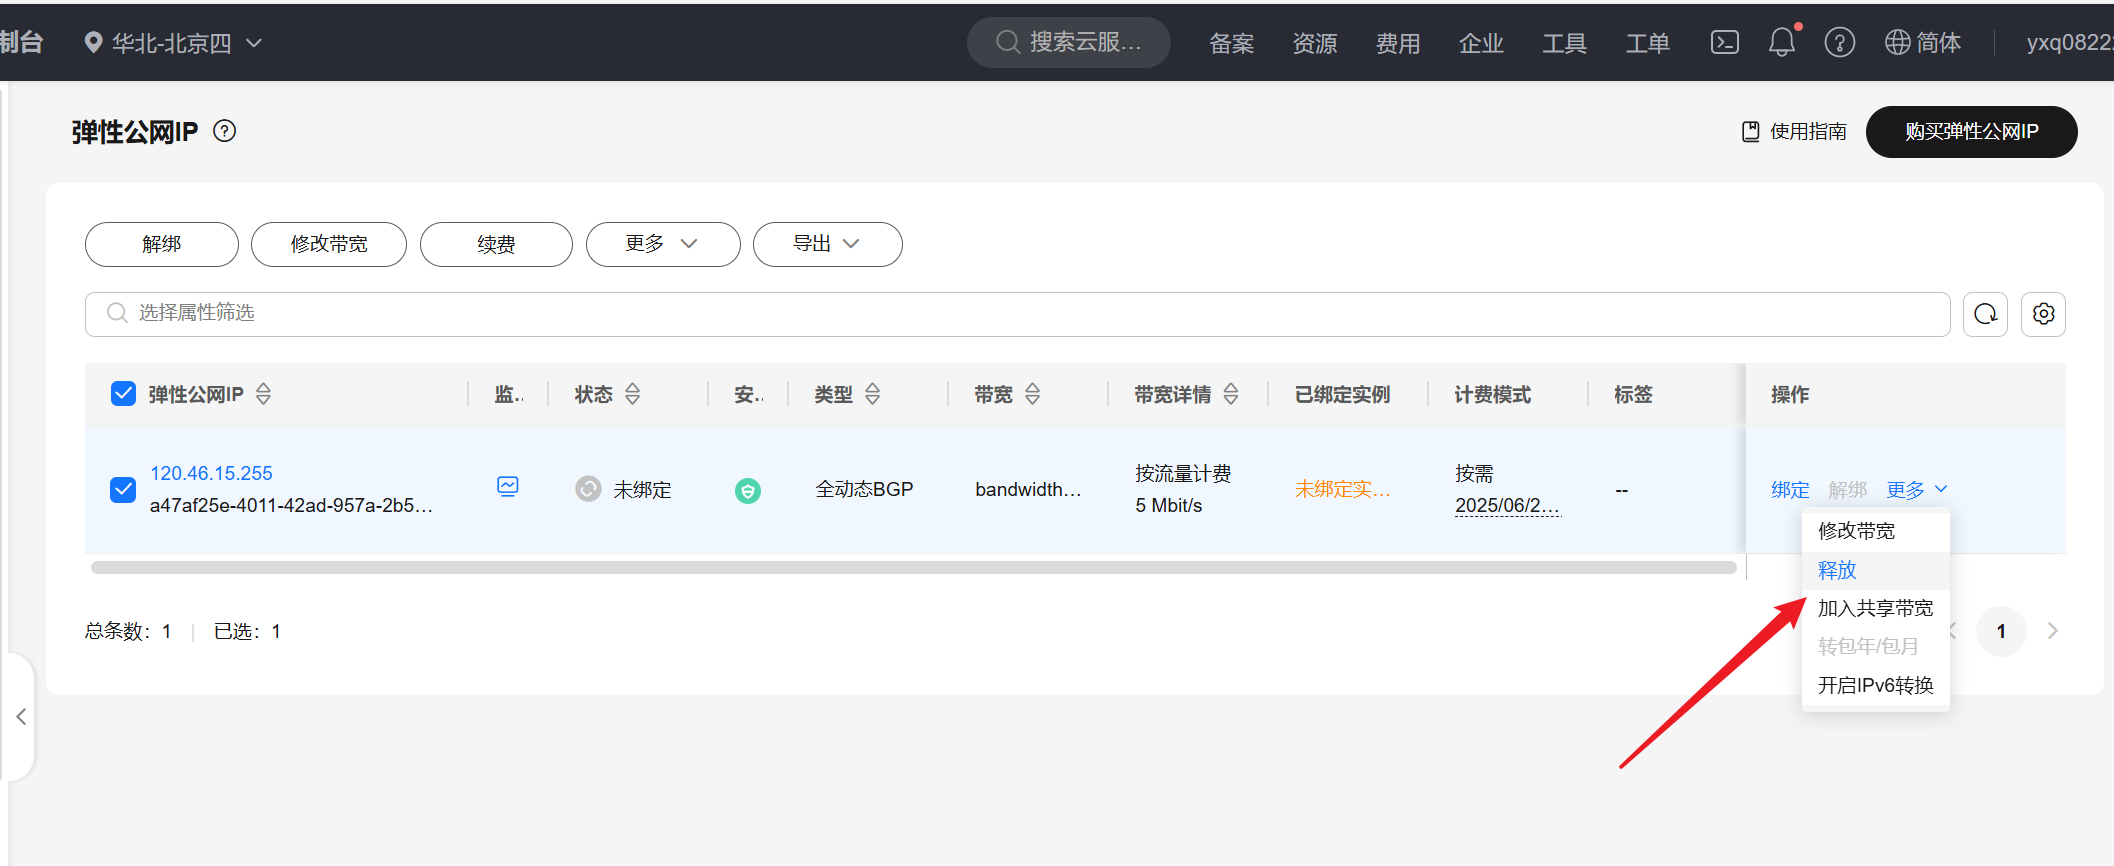 制台
华北-北京四
搜索云服...
备案
资源
费用
企业
工具
工单
简体
yxq0822
弹性公网IP
使用指南
购买弹性公网IP
解绑
修改带宽
续费
更多
导出
选择属性筛选
弹性公网IP
监..
状态
安..
类型
带宽
带宽详情
已绑定实例
计费模式
标签
操作
120.46.15.255
a47af25e-4011-42ad-957a-2b5...
未绑定
全动态BGP
bandwidth...
按流量计费
5 Mbit/s
未绑定实...
按需
2025/06/2...
--
绑定
解绑
更多
修改带宽
释放
加入共享带宽
转包年/包月
开启IPv6转换
总条数：1
已选：1
1